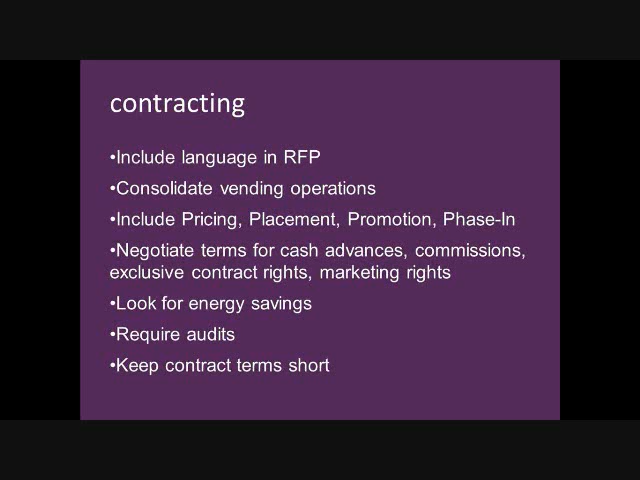 contracting
•Include language in RFP
•Consolidate vending operations
•Include Pricing, Placement, Promotion, Phase-In
•Negotiate terms for cash advances, commissions,
exclusive contract rights, marketing rights
•Look for energy savings
•Require audits
•Keep contract terms short